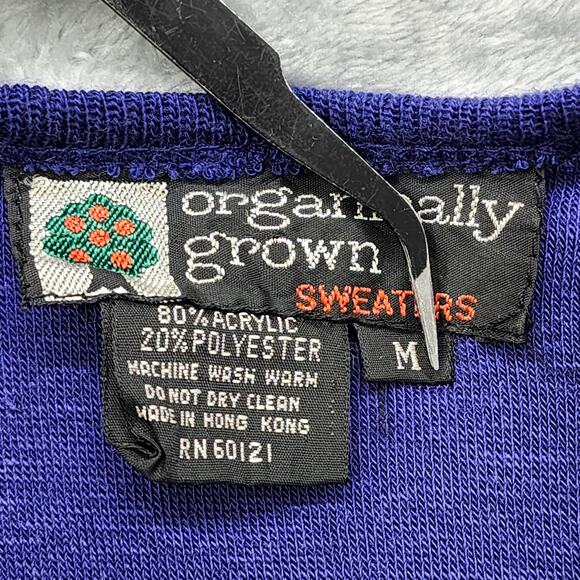 organically
grown
SWEATERS
M
80% ACRYLIC
20% POLYESTER
MACHINE WASH WARM
DO NOT DRY CLEAN
MADE IN HONG KONG
RN 60121